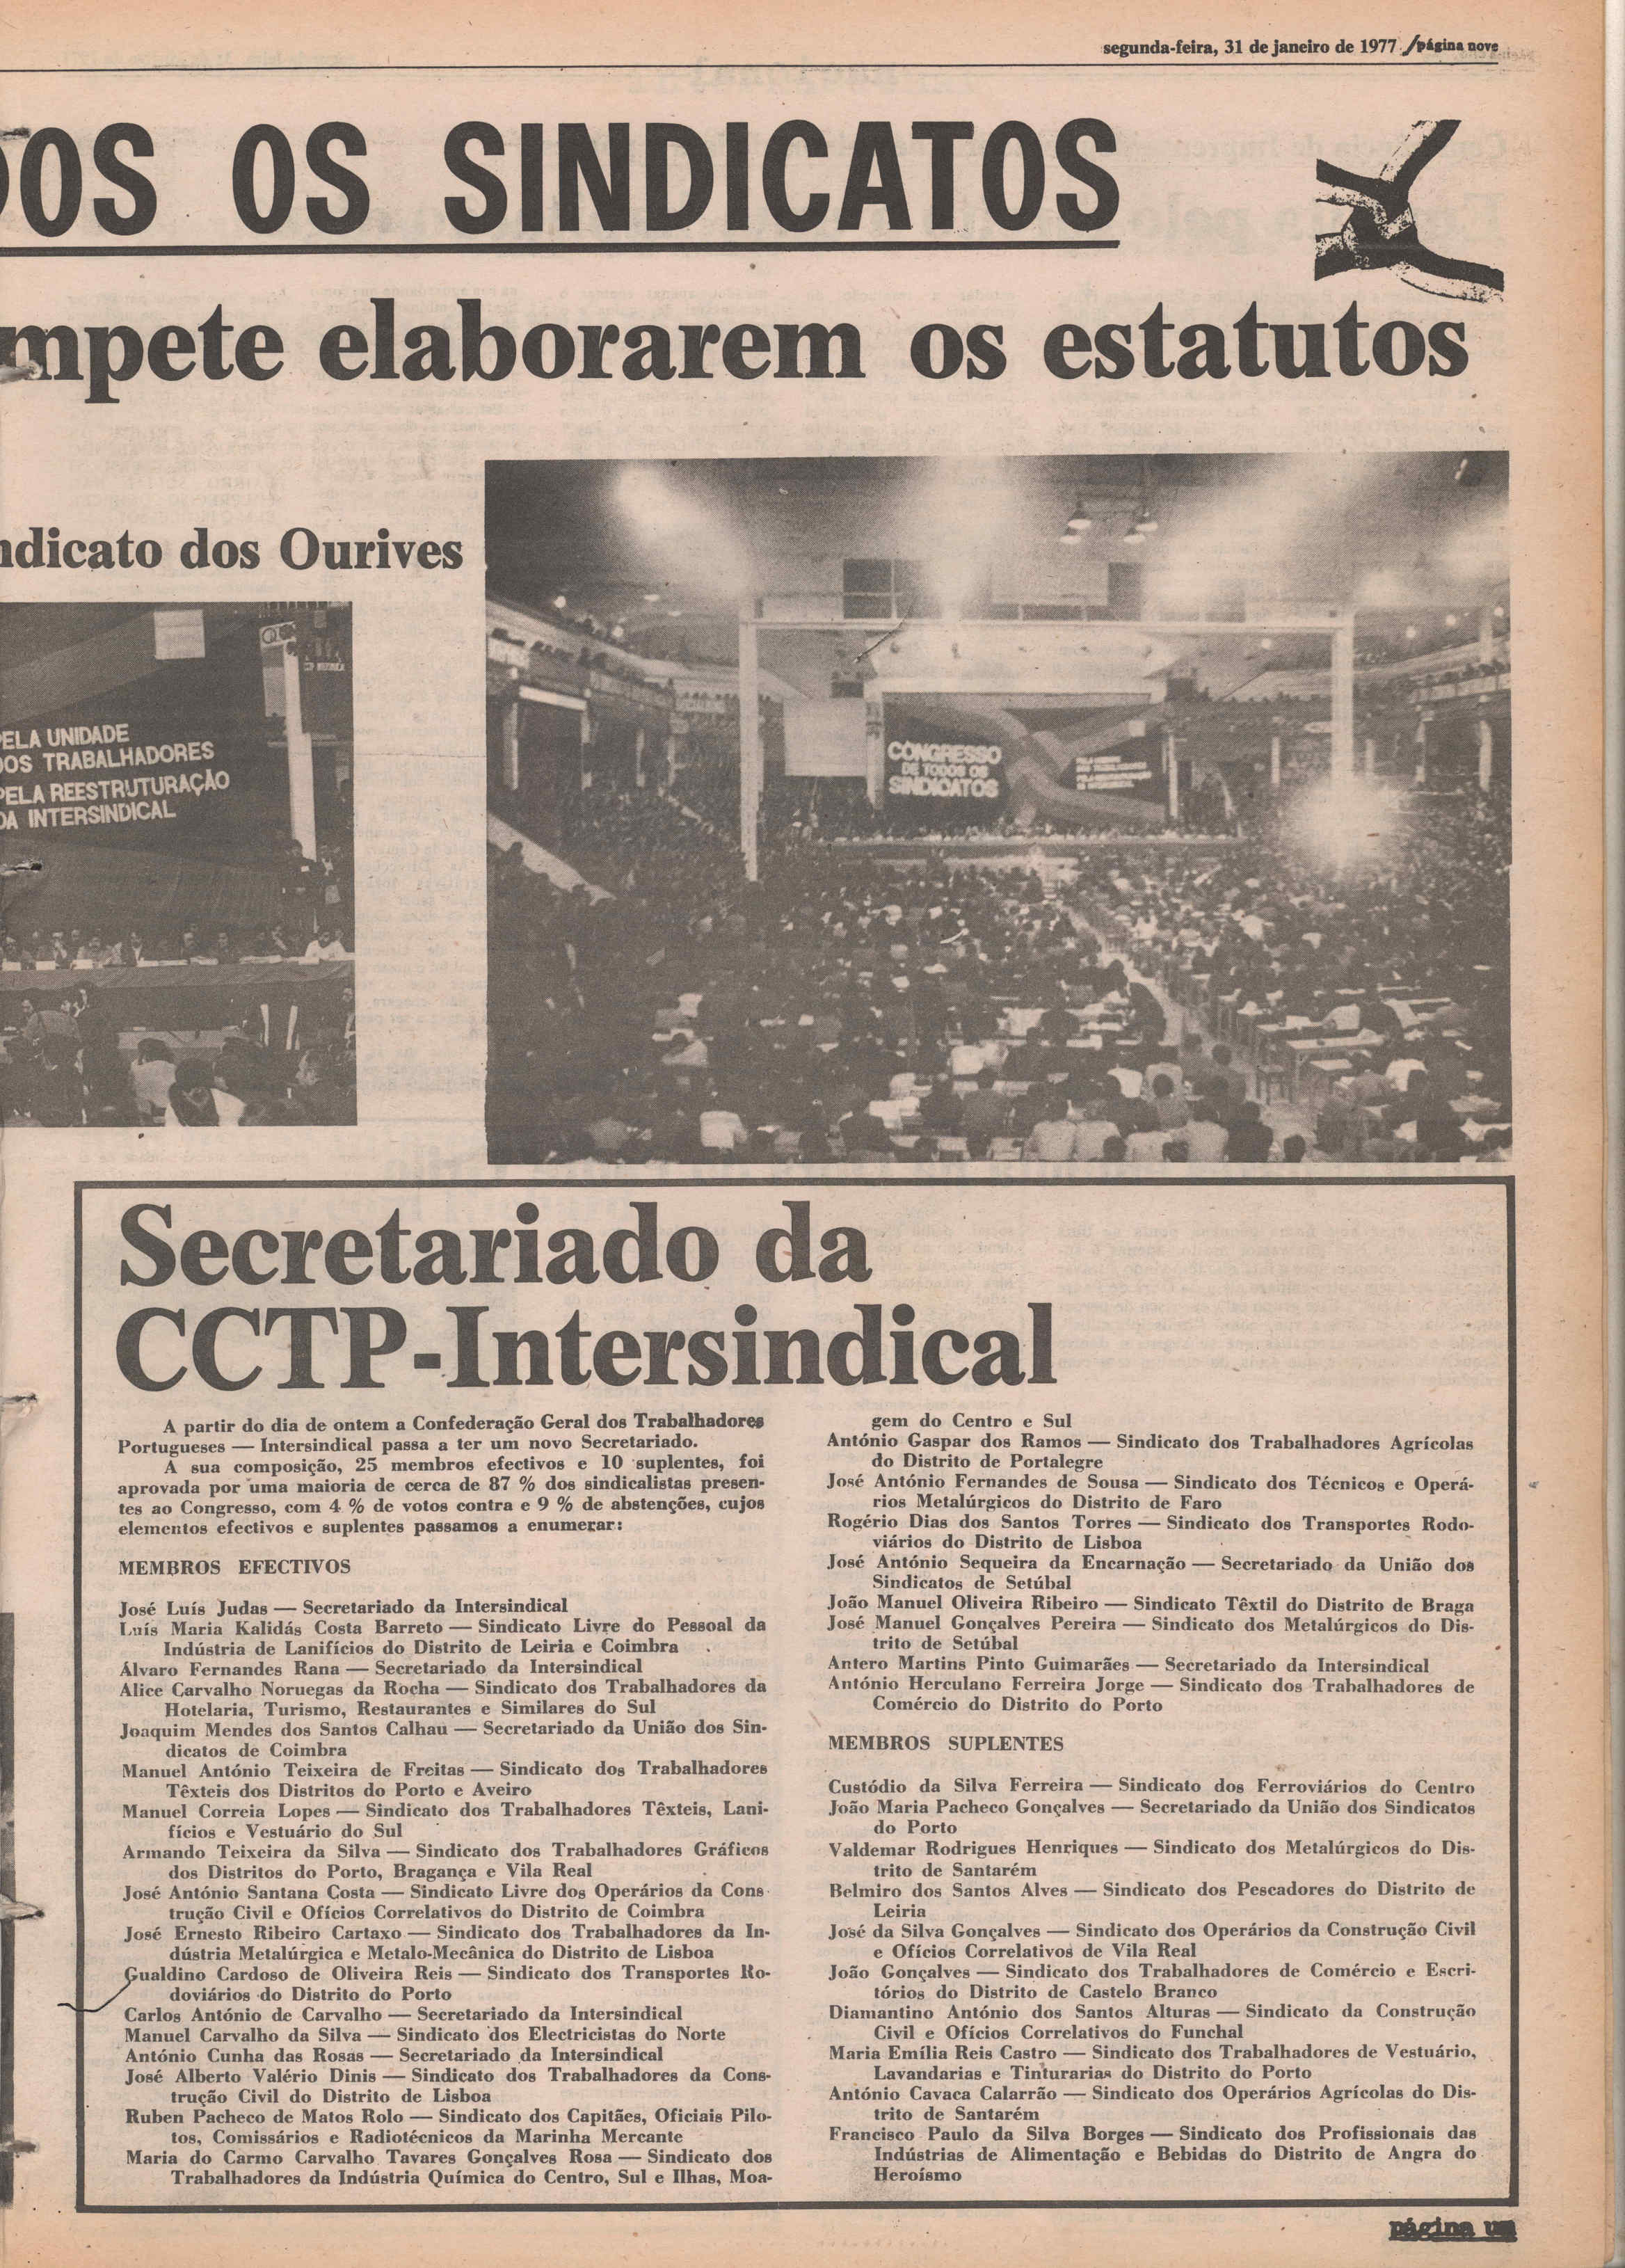 segunda-feira, 31 de janeiro de 1977 /página nove
DOS OS SINDICATOS
mpete elaborarem os estatutos
ndicato dos Ourives
PELA UNIDADE
DOS TRABALHADORES
PELA REESTRUTURAÇÃO
DA INTERSINDICAL
CONGRESSO
DE TODOS OS
SINDICATOS
Secretariado da
CCTP-Intersindical
A partir do dia de ontem a Confederação Geral dos Trabalhadores
Portugueses — Intersindical passa a ter um novo Secretariado.
A sua composição, 25 membros efectivos e 10 suplentes, foi
aprovada por uma maioria de cerca de 87 % dos sindicalistas presen-
tes ao Congresso, com 4 % de votos contra e 9 % de abstenções, cujos
elementos efectivos e suplentes passamos a enumerar:
MEMBROS EFECTIVOS
José Luís Judas — Secretariado da Intersindical
Luís Maria Kalidás Costa Barreto — Sindicato Livre do Pessoal da
Indústria de Lanifícios do Distrito de Leiria e Coimbra
Álvaro Fernandes Rana — Secretariado da Intersindical
Alice Carvalho Noruegas da Rocha — Sindicato dos Trabalhadores da
Hotelaria, Turismo, Restaurantes e Similares do Sul
Joaquim Mendes dos Santos Calhau — Secretariado da União dos Sin-
dicatos de Coimbra
Manuel António Teixeira de Freitas — Sindicato dos Trabalhadores
Têxteis dos Distritos do Porto e Aveiro
Manuel Correia Lopes — Sindicato dos Trabalhadores Têxteis, Lani-
fícios e Vestuário do Sul
Armando Teixeira da Silva — Sindicato dos Trabalhadores Gráficos
dos Distritos do Porto, Bragança e Vila Real
José António Santana Costa — Sindicato Livre dos Operários da Cons-
trução Civil e Ofícios Correlativos do Distrito de Coimbra
José Ernesto Ribeiro Cartaxo — Sindicato dos Trabalhadores da In-
dústria Metalúrgica e Metalo-Mecânica do Distrito de Lisboa
Gualdino Cardoso de Oliveira Reis — Sindicato dos Transportes Ro-
doviários do Distrito do Porto
Carlos António de Carvalho — Secretariado da Intersindical
Manuel Carvalho da Silva — Sindicato dos Electricistas do Norte
António Cunha das Rosas — Secretariado da Intersindical
José Alberto Valério Dinis — Sindicato dos Trabalhadores da Cons-
trução Civil do Distrito de Lisboa
Ruben Pacheco de Matos Rolo — Sindicato dos Capitães, Oficiais Pilo-
tos, Comissários e Radiotécnicos da Marinha Mercante
Maria do Carmo Carvalho Tavares Gonçalves Rosa — Sindicato dos
Trabalhadores da Indústria Química do Centro, Sul e Ilhas, Moa-
gem do Centro e Sul
António Gaspar dos Ramos — Sindicato dos Trabalhadores Agrícolas
do Distrito de Portalegre
José António Fernandes de Sousa — Sindicato dos Técnicos e Operá-
rios Metalúrgicos do Distrito de Faro
Rogério Dias dos Santos Torres — Sindicato dos Transportes Rodo-
viários do Distrito de Lisboa
José António Sequeira da Encarnação — Secretariado da União dos
Sindicatos de Setúbal
João Manuel Oliveira Ribeiro — Sindicato Têxtil do Distrito de Braga
José Manuel Gonçalves Pereira — Sindicato dos Metalúrgicos do Dis-
trito de Setúbal
Antero Martins Pinto Guimarães — Secretariado da Intersindical
António Herculano Ferreira Jorge — Sindicato dos Trabalhadores de
Comércio do Distrito do Porto
MEMBROS SUPLENTES
Custódio da Silva Ferreira — Sindicato dos Ferroviários do Centro
João Maria Pacheco Gonçalves — Secretariado da União dos Sindicatos
do Porto
Valdemar Rodrigues Henriques — Sindicato dos Metalúrgicos do Dis-
trito de Santarém
Belmiro dos Santos Alves — Sindicato dos Pescadores do Distrito de
Leiria
José da Silva Gonçalves — Sindicato dos Operários da Construção Civil
e Ofícios Correlativos de Vila Real
João Gonçalves — Sindicato dos Trabalhadores de Comércio e Escri-
tórios do Distrito de Castelo Branco
Diamantino António dos Santos Alturas — Sindicato da Construção
Civil e Ofícios Correlativos do Funchal
Maria Emília Reis Castro — Sindicato dos Trabalhadores de Vestuário,
Lavandarias e Tinturarias do Distrito do Porto
António Cavaca Calarrão — Sindicato dos Operários Agrícolas do Dis-
trito de Santarém
Francisco Paulo da Silva Borges — Sindicato dos Profissionais das
Indústrias de Alimentação e Bebidas do Distrito de Angra do
Heroísmo
página um